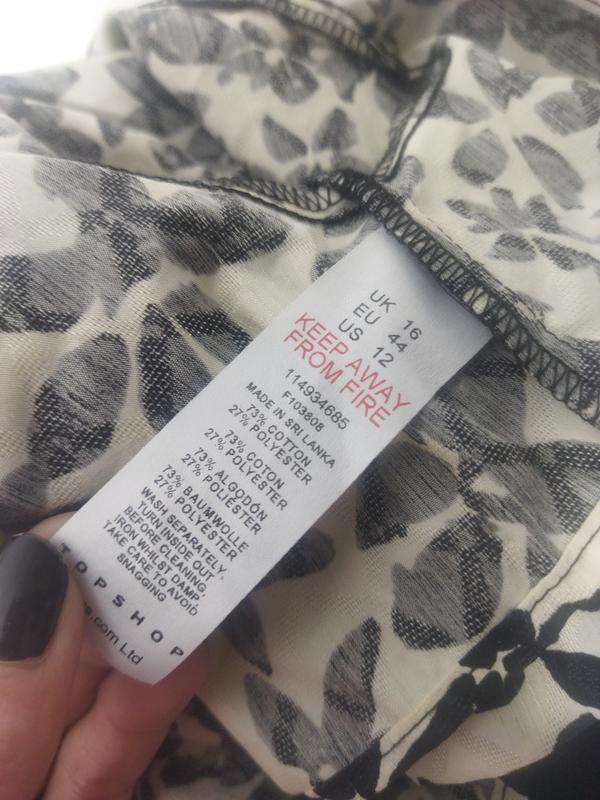 UK 16
EU 44
US 12
KEEP AWAY
FROM FIRE
114934685
F103808
MADE IN SRI LANKA
73% COTTON
27% POLYESTER
73% COTON
27% POLYESTER
73% ALGODÓN
27% POLIÉSTER
73% BAUMWOLLE
27% POLYESTER
WASH SEPARATELY.
TURN INSIDE OUT
BEFORE CLEANING,
IRON WHILST DAMP,
TAKE CARE TO AVOID
SNAGGING
TOPSHOP
.com Ltd